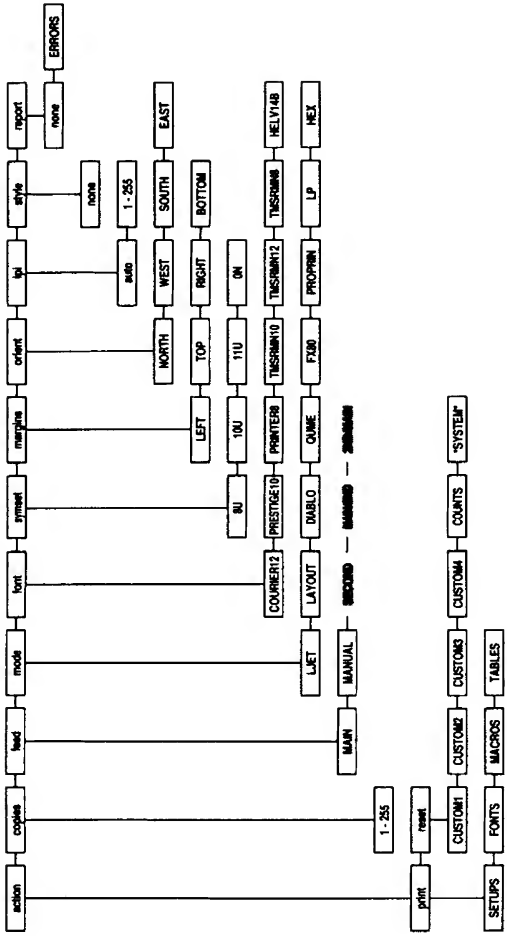 action copies feed mode font symset margins orient lpi style report
none ERRORS
none
auto 1 - 255
NORTH WEST SOUTH EAST
LEFT TOP RIGHT BOTTOM
8U 10U 11U 0N
COURIER12 PRESTIGE10 PRINTER8 TMSRMN10 TMSRMN12 TMSRMN8 HELV14B
LJET LAYOUT DIABLO QUME FX80 PROPRIN LP HEX
MAIN MANUAL SECOND
1 - 255
print reset
CUSTOM1 CUSTOM2 CUSTOM3 CUSTOM4 COUNTS *SYSTEM*
SETUPS FONTS MACROS TABLES